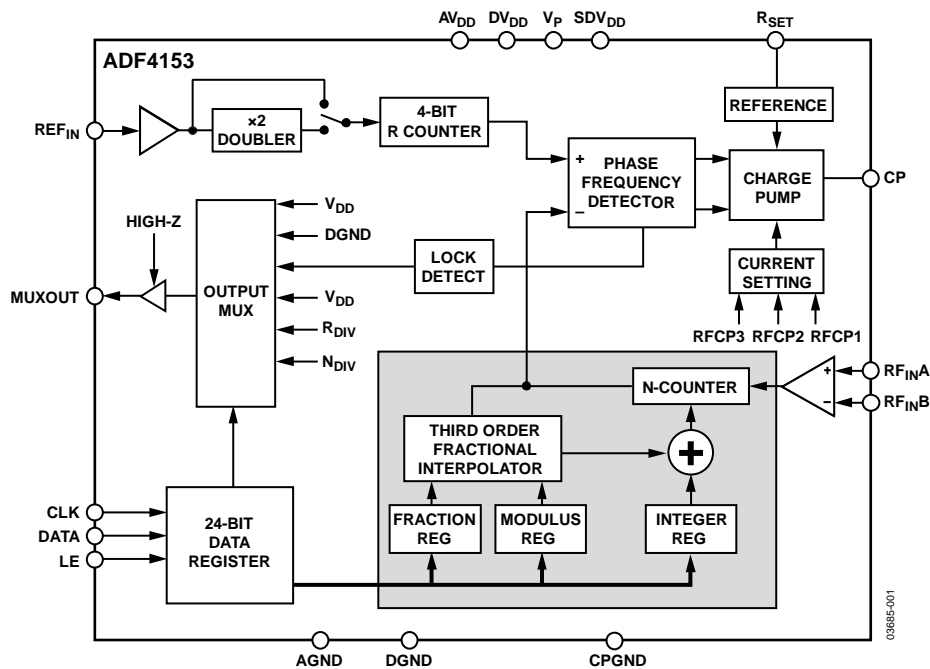 AVDD DVDD VP SDVDD RSET
ADF4153
REFIN
×2
DOUBLER
4-BIT
R COUNTER
REFERENCE
+
−
PHASE
FREQUENCY
DETECTOR
CHARGE
PUMP
CP
HIGH-Z
MUXOUT
OUTPUT
MUX
VDD
DGND
LOCK
DETECT
VDD
RDIV
NDIV
CURRENT
SETTING
RFCP3 RFCP2 RFCP1
N-COUNTER
+
−
RFINA
RFINB
THIRD ORDER
FRACTIONAL
INTERPOLATOR
+
CLK
DATA
LE
24-BIT
DATA
REGISTER
FRACTION
REG
MODULUS
REG
INTEGER
REG
AGND DGND CPGND
03685-001